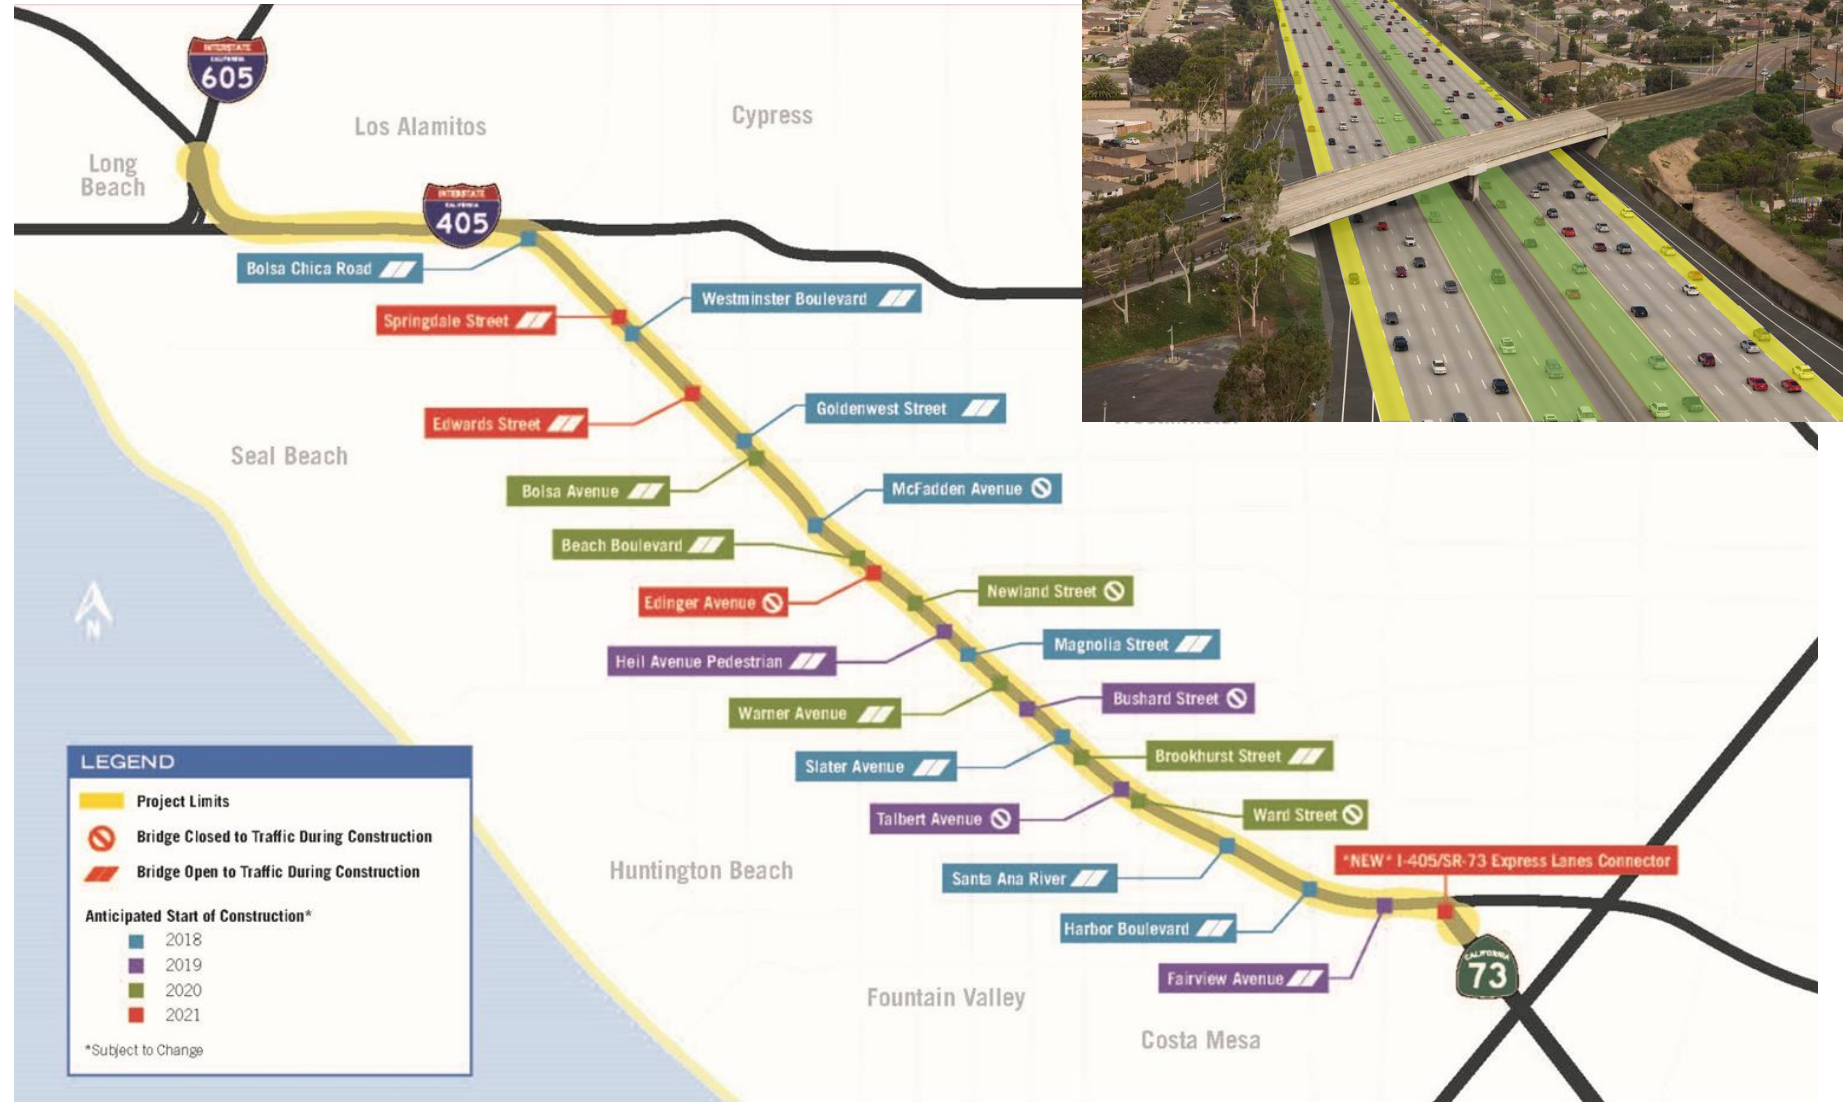 INTERSTATE
CALIFORNIA
605
Los Alamitos
Cypress
Long
Beach
INTERSTATE
CALIFORNIA
405
Bolsa Chica Road
Westminster Boulevard
Springdale Street
Goldenwest Street
Edwards Street
Seal Beach
Bolsa Avenue
McFadden Avenue
Beach Boulevard
Newland Street
Edinger Avenue
N
Magnolia Street
Heil Avenue Pedestrian
Bushard Street
Warner Avenue
Brookhurst Street
Slater Avenue
Talbert Avenue
Ward Street
*NEW* I-405/SR-73 Express Lanes Connector
Huntington Beach
Santa Ana River
Harbor Boulevard
Fairview Avenue
CALIFORNIA
73
Fountain Valley
Costa Mesa
LEGEND
Project Limits
Bridge Closed to Traffic During Construction
Bridge Open to Traffic During Construction
Anticipated Start of Construction*
2018
2019
2020
2021
*Subject to Change